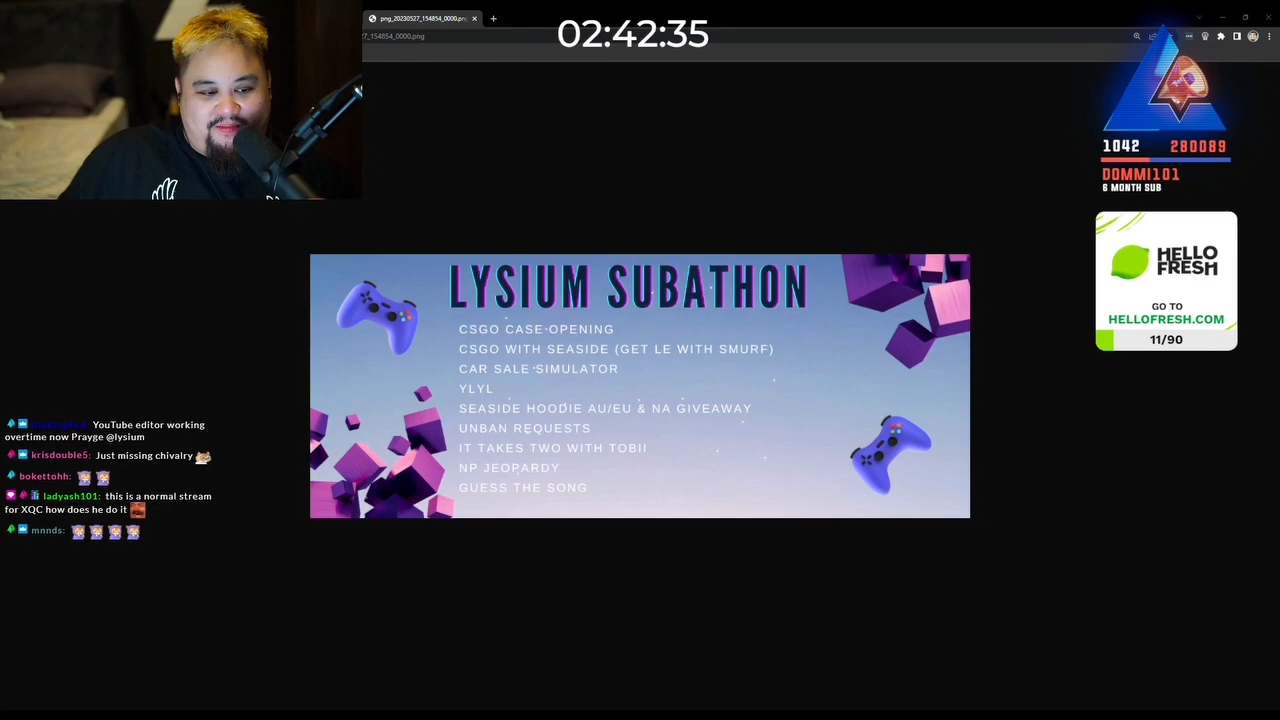 png_20230527_154854_0000.png
02:42:35
27_154854_0000.png
1042 280089
DOMMI101
6 MONTH SUB
HELLO
FRESH
GO TO
HELLOFRESH.COM
11/90
LYSIUM SUBATHON
CSGO CASE OPENING
CSGO WITH SEASIDE (GET LE WITH SMURF)
CAR SALE SIMULATOR
YLYL
SEASIDE HOODIE AU/EU & NA GIVEAWAY
UNBAN REQUESTS
IT TAKES TWO WITH TOBII
NP JEOPARDY
GUESS THE SONG
YouTube editor working
overtime now Prayge @lysium
krisdouble5: Just missing chivalry
bokettohh:
ladyash101: this is a normal stream
for XQC how does he do it
mnnds: